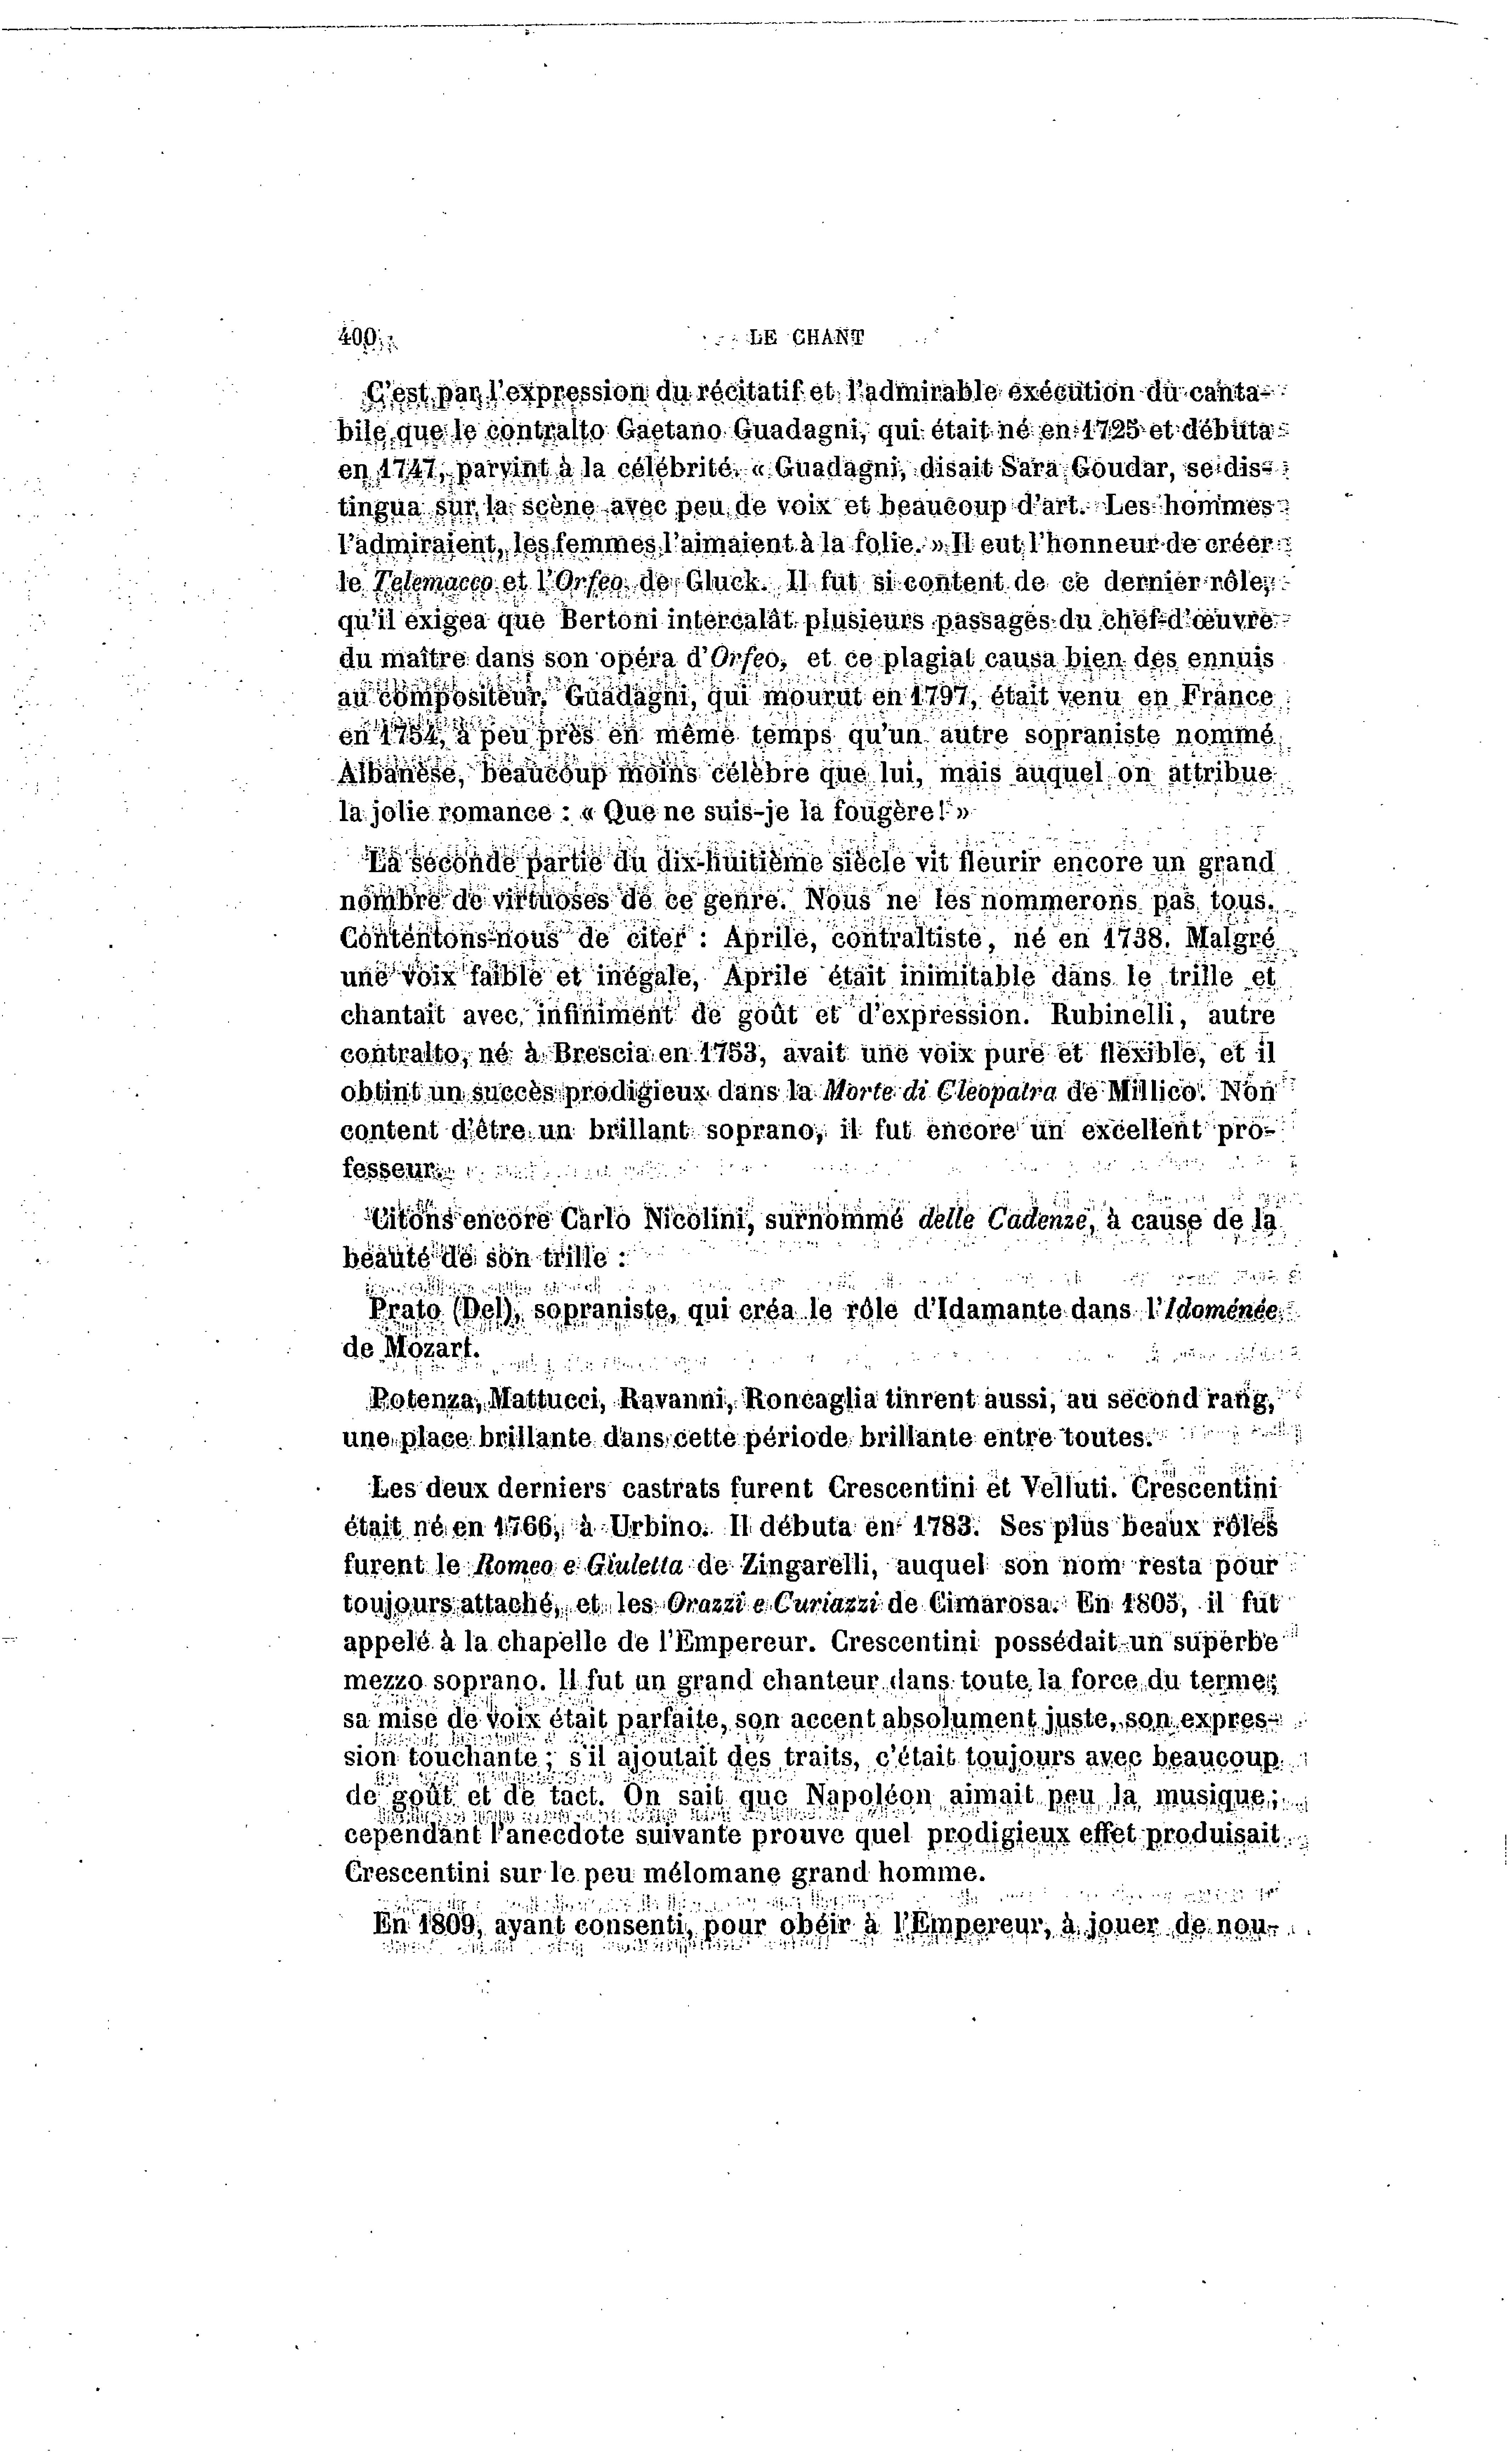 400
LE CHANT
C'est par l'expression du récitatif et l'admirable exécution du canta-
bile que le contralto Gaetano Guadagni, qui était né en 1725 et débuta
en 1747, parvint à la célébrité. « Guadagni, disait Sara Goudar, se dis-
tingua sur la scène avec peu de voix et beaucoup d'art. Les hommes
l'admiraient, les femmes l'aimaient à la folie. » Il eut l'honneur de créer
le Telemacco et l'Orfeo de Gluck. Il fut si content de ce dernier rôle,
qu'il exigea que Bertoni intercalât plusieurs passages du chef-d'œuvre
du maître dans son opéra d'Orfeo, et ce plagiat causa bien des ennuis
au compositeur. Guadagni, qui mourut en 1797, était venu en France
en 1754, à peu près en même temps qu'un autre sopraniste nommé
Albanèse, beaucoup moins célèbre que lui, mais auquel on attribue
la jolie romance : « Que ne suis-je la fougère! »
La seconde partie du dix-huitième siècle vit fleurir encore un grand
nombre de virtuoses de ce genre. Nous ne les nommerons pas tous.
Contentons-nous de citer : Aprile, contraltiste, né en 1738. Malgré
une voix faible et inégale, Aprile était inimitable dans le trille et
chantait avec infiniment de goût et d'expression. Rubinelli, autre
contralto, né à Brescia en 1753, avait une voix pure et flexible, et il
obtint un succès prodigieux dans la Morte di Cleopatra de Millico. Non
content d'être un brillant soprano, il fut encore un excellent pro-
fesseur.
Citons encore Carlo Nicolini, surnommé delle Cadenze, à cause de la
beauté de son trille :
Prato (Del), sopraniste, qui créa le rôle d'Idamante dans l'Idoménée
de Mozart.
Potenza, Mattucci, Ravanni, Roncaglia tinrent aussi, au second rang,
une place brillante dans cette période brillante entre toutes.
Les deux derniers castrats furent Crescentini et Velluti. Crescentini
était né en 1766, à Urbino. Il débuta en 1783. Ses plus beaux rôles
furent le Romeo e Giuletta de Zingarelli, auquel son nom resta pour
toujours attaché, et les Orazzi e Curiazzi de Cimarosa. En 1805, il fut
appelé à la chapelle de l'Empereur. Crescentini possédait un superbe
mezzo soprano. Il fut un grand chanteur dans toute la force du terme;
sa mise de voix était parfaite, son accent absolument juste, son expres-
sion touchante ; s'il ajoutait des traits, c'était toujours avec beaucoup
de goût et de tact. On sait que Napoléon aimait peu la musique;
cependant l'anecdote suivante prouve quel prodigieux effet produisait
Crescentini sur le peu mélomane grand homme.
En 1809, ayant consenti, pour obéir à l'Empereur, à jouer de nou-